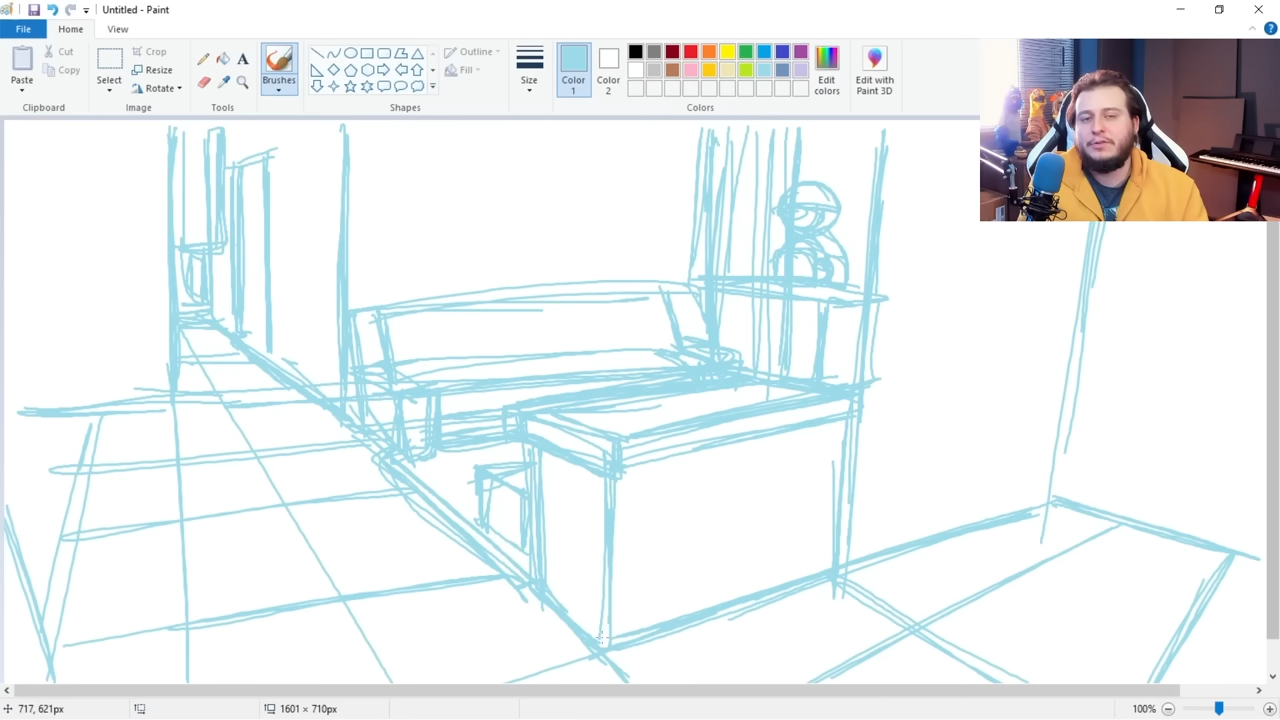 Untitled - Paint
File
Home
View
Paste
Cut
Copy
Clipboard
Select
Crop
Resize
Rotate
Image
Tools
Brushes
Shapes
Outline
Fill
Size
Color 1
Color 2
Edit colors
Colors
Edit with Paint 3D
717, 621px
1601 × 710px
100%